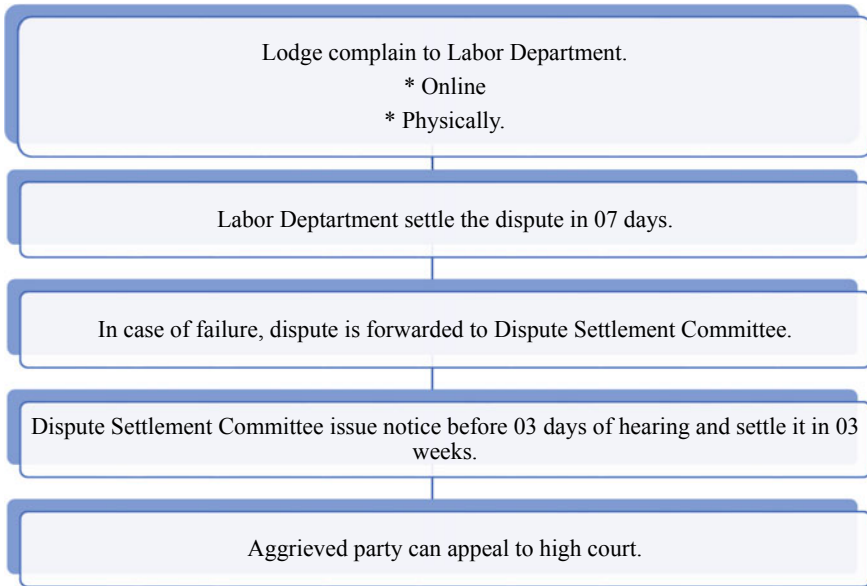 Lodge complain to Labor Department.
* Online
* Physically.
Labor Deptartment settle the dispute in 07 days.
In case of failure, dispute is forwarded to Dispute Settlement Committee.
Dispute Settlement Committee issue notice before 03 days of hearing and settle it in 03
weeks.
Aggrieved party can appeal to high court.